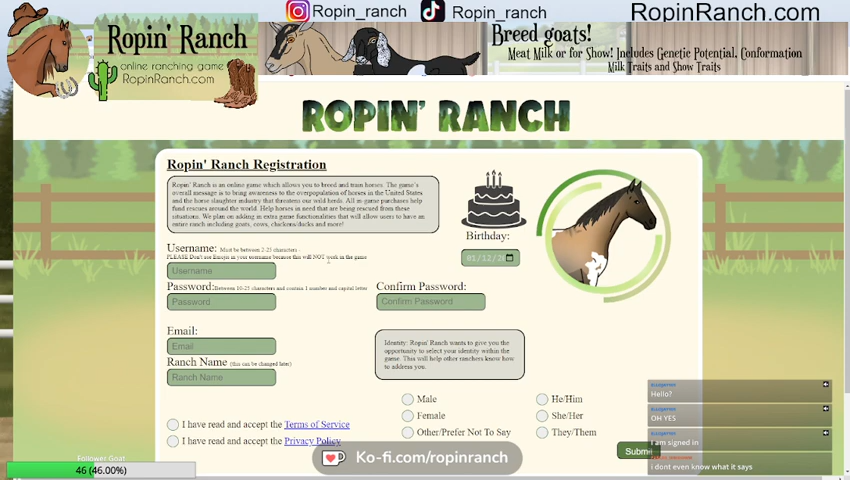 Ropin_ranch
Ropin_ranch
RopinRanch.com
Ropin' Ranch
online ranching game
RopinRanch.com
Breed goats!
Meat Milk or for Show! Includes Genetic Potential, Conformation
Milk Traits and Show Traits
ROPIN' RANCH
Ropin' Ranch Registration
Ropin' Ranch is an online game which allows you to breed and train horses. The game's
overall message is to bring awareness to the overpopulation of horses in the United States
and the horse slaughter industry that threatens our wild herds. All in game purchases help
fund rescues around the world. Help horses in need that are being rescued from these
situations. We plan on adding in extra game functionalities that will allow users to have an
entire ranch including goats, cows, chickens/ducks and more!
Birthday:
05/12/2
Username: Must be between 2-25 characters -
PLEASE Don't use Emojis in your username because this will NOT work in the game
Username
Password: Between 10-25 characters and contain 1 number and capital letter
Password
Confirm Password:
Confirm Password
Email:
Email
Ranch Name (this can be changed later)
Ranch Name
Identity: Ropin' Ranch wants to give you the
opportunity to select your identity within the
game. This will help other ranchers know how
to address you.
Male
Female
Other/Prefer Not To Say
He/Him
She/Her
They/Them
I have read and accept the Terms of Service
I have read and accept the Privacy Policy
Submi
Hello?
OH YES
I am signed in
i dont even know what it says
Follower Goat
46 (46.00%)
Ko-fi.com/ropinranch